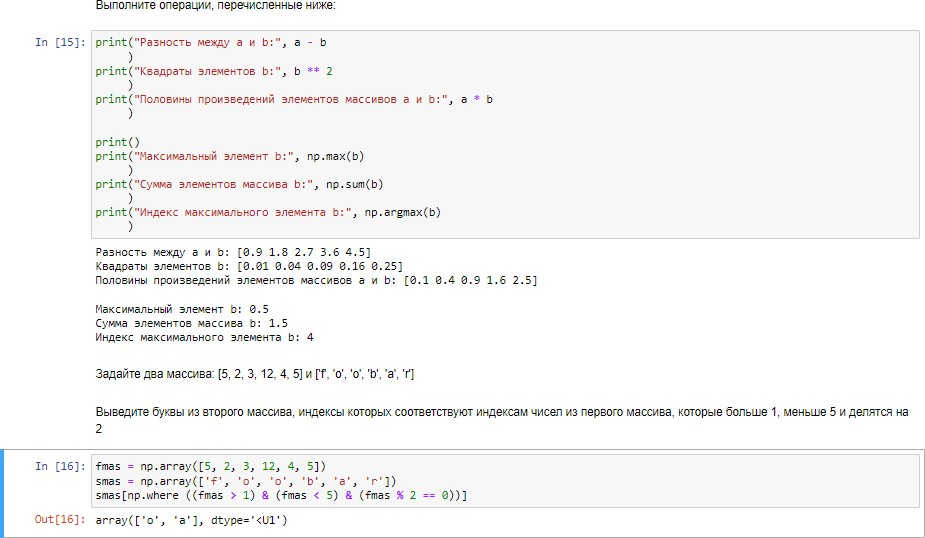 Выполните операции, перечисленные ниже:
In [15]: print("Разность между a и b:", a - b
)
print("Квадраты элементов b:", b ** 2
)
print("Половины произведений элементов массивов a и b:", a * b
)
print()
print("Максимальный элемент b:", np.max(b)
)
print("Сумма элементов массива b:", np.sum(b)
)
print("Индекс максимального элемента b:", np.argmax(b)
)
Разность между a и b: [0.9 1.8 2.7 3.6 4.5]
Квадраты элементов b: [0.01 0.04 0.09 0.16 0.25]
Половины произведений элементов массивов a и b: [0.1 0.4 0.9 1.6 2.5]
Максимальный элемент b: 0.5
Сумма элементов массива b: 1.5
Индекс максимального элемента b: 4
Задайте два массива: [5, 2, 3, 12, 4, 5] и ['f', 'o', 'o', 'b', 'a', 'r']
Выведите буквы из второго массива, индексы которых соответствуют индексам чисел из первого массива, которые больше 1, меньше 5 и делятся на
2
In [16]: fmas = np.array([5, 2, 3, 12, 4, 5])
smas = np.array(['f', 'o', 'o', 'b', 'a', 'r'])
smas[np.where ((fmas > 1) & (fmas < 5) & (fmas % 2 == 0))]
Out[16]: array(['o', 'a'], dtype='<U1')